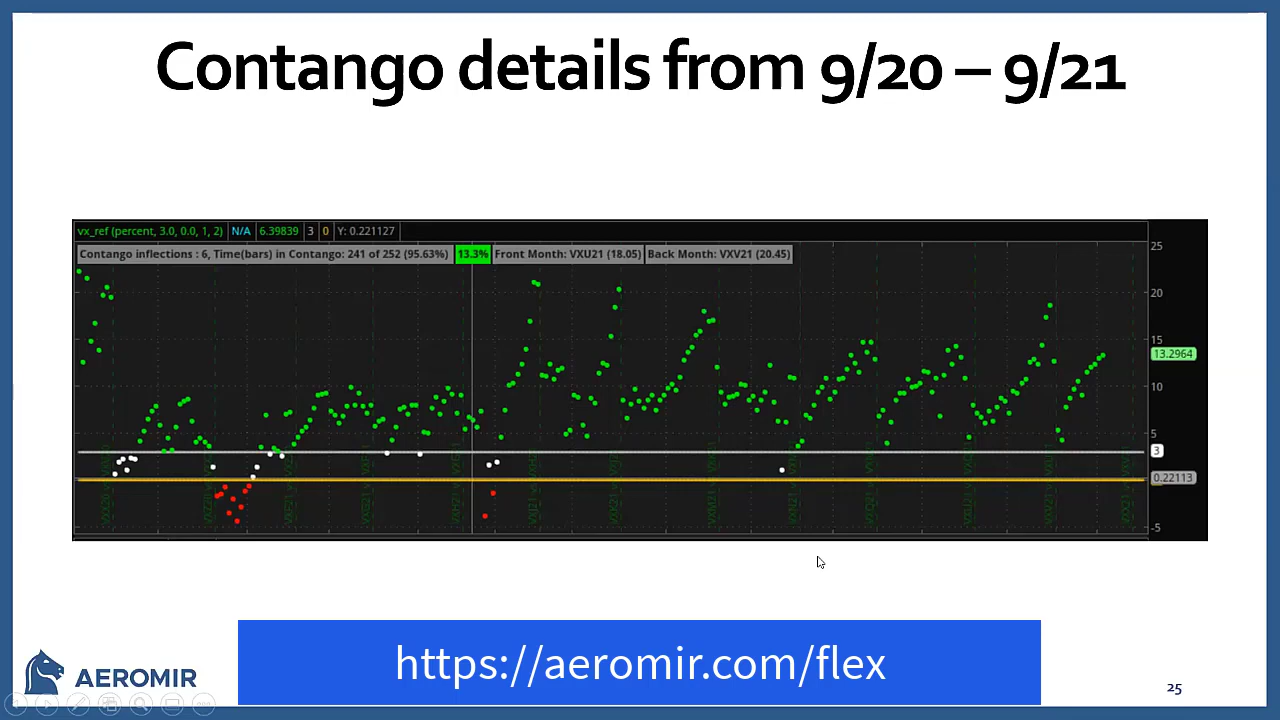 Contango details from 9/20 – 9/21
vx_ref (percent, 3.0, 0.0, 1, 2) N/A 6.39839 3 0 Y: 0.221127
Contango inflections : 6, Time(bars) in Contango: 241 of 252 (95.63%) 13.3% Front Month: VXU21 (18.05) Back Month: VXV21 (20.45)
25
20
15
13.2964
10
5
3
0.22113
-5
https://aeromir.com/flex
AEROMIR
25